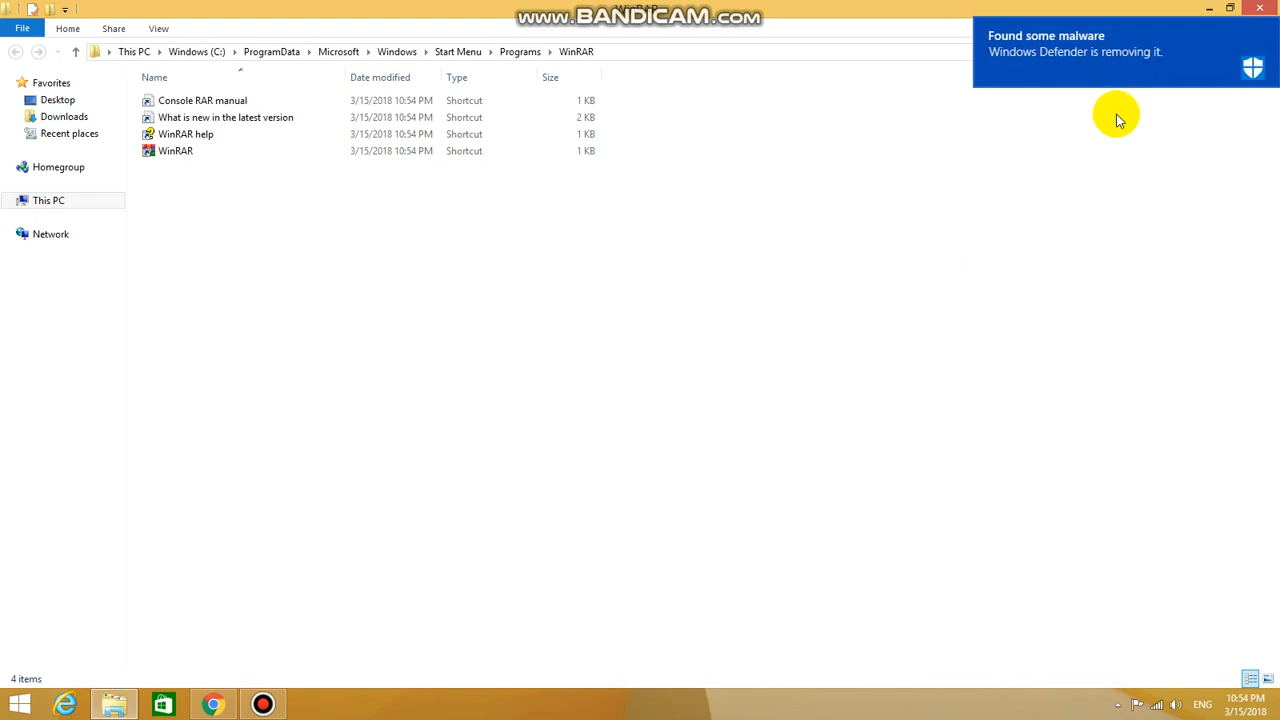 www.BANDICAM.com
File Home Share View
Found some malware
Windows Defender is removing it.
This PC Windows (C:) ProgramData Microsoft Windows Start Menu Programs WinRAR
Name Date modified Type Size
Favorites
Desktop
Downloads
Recent places
Homegroup
This PC
Network
Console RAR manual 3/15/2018 10:54 PM Shortcut 1 KB
What is new in the latest version 3/15/2018 10:54 PM Shortcut 2 KB
WinRAR help 3/15/2018 10:54 PM Shortcut 1 KB
WinRAR 3/15/2018 10:54 PM Shortcut 1 KB
4 items
ENG
10:54 PM
3/15/2018